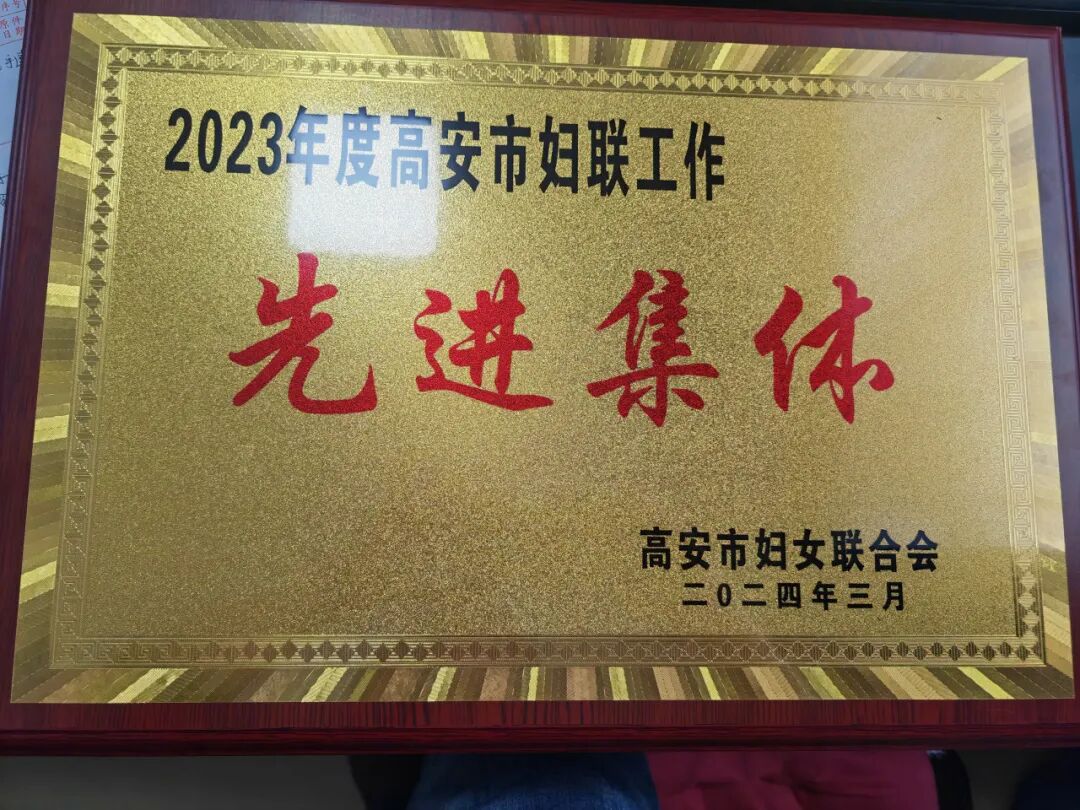 2023年度高安市妇联工作
先进集体
高安市妇女联合会
二0二四年三月